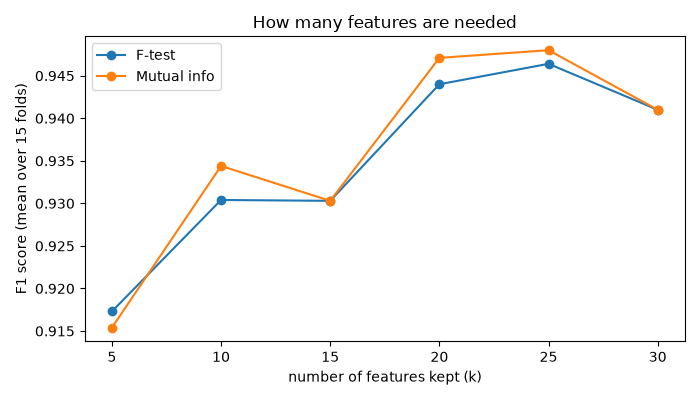 How many features are needed
F-test
Mutual info
F1 score (mean over 15 folds)
0.945
0.940
0.935
0.930
0.925
0.920
0.915
5 10 15 20 25 30
number of features kept (k)